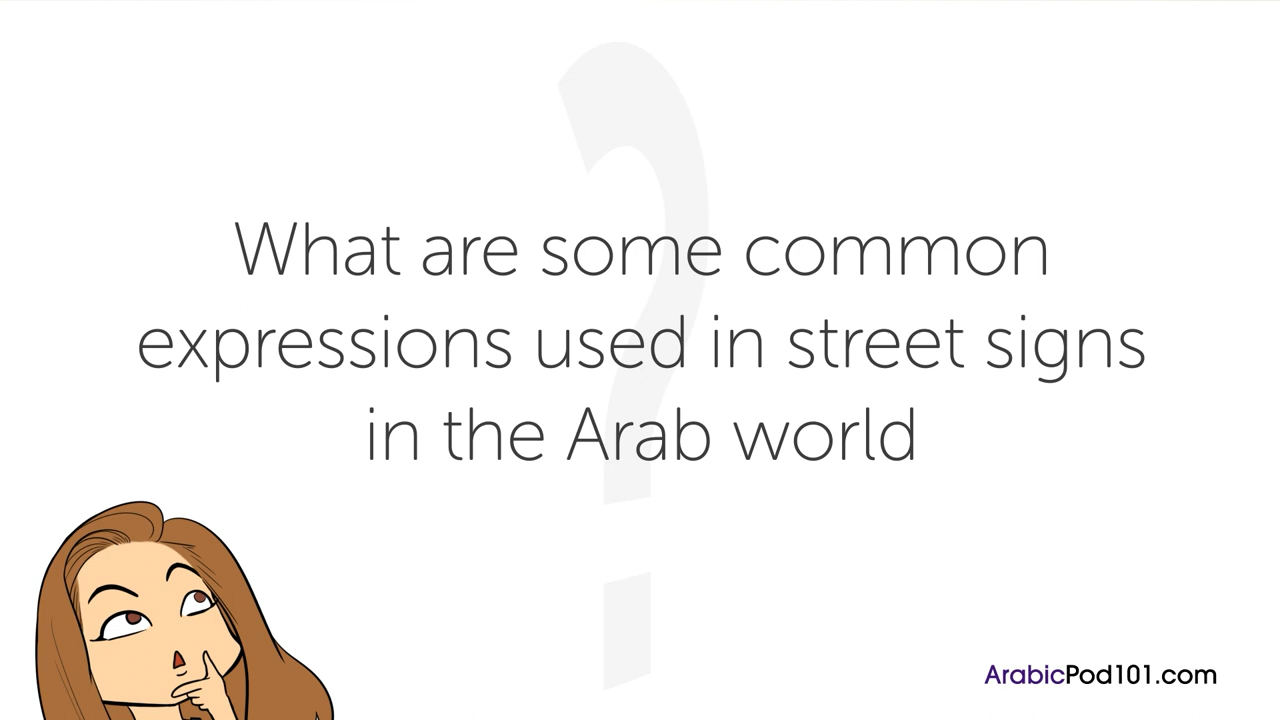 What are some common
expressions used in street signs
in the Arab world
ArabicPod101.com